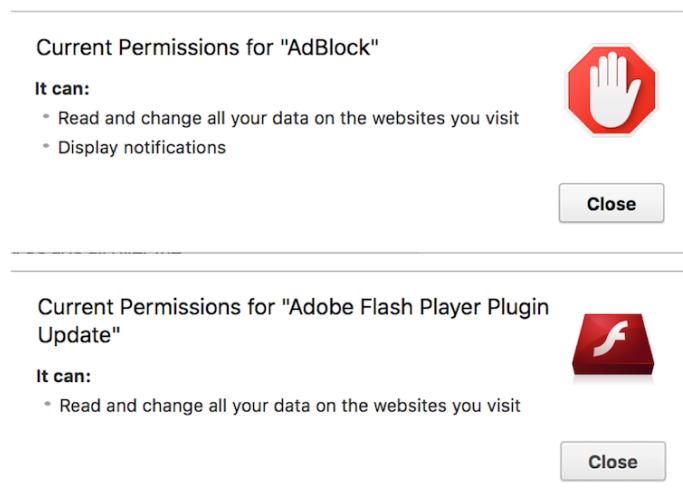 Current Permissions for "AdBlock"
It can:
Read and change all your data on the websites you visit
Display notifications
Close
Current Permissions for "Adobe Flash Player Plugin
Update"
It can:
Read and change all your data on the websites you visit
Close